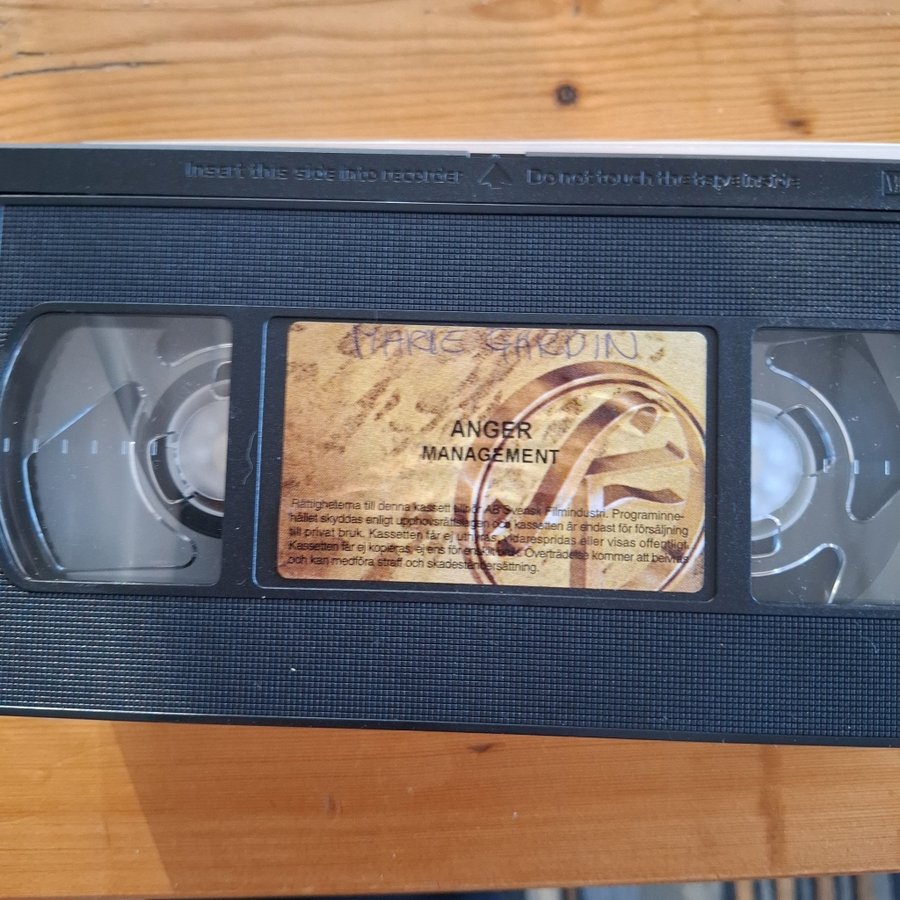 Insert this side into recorder Do not touch the tape inside
MARIE GARDIN
ANGER
MANAGEMENT
Rättigheterna till denna kassett tillhör AB Svensk Filmindustri. Programinne-
hållet skyddas enligt upphovsrättslagen och kassetten är endast för försäljning
till privat bruk. Kassetten får ej uthyras, vidarespridas eller visas offentligt.
Kassetten får ej kopieras, ej ens för enskilt bruk. Överträdelse kommer att beivras
och kan medföra straff och skadeståndsersättning.